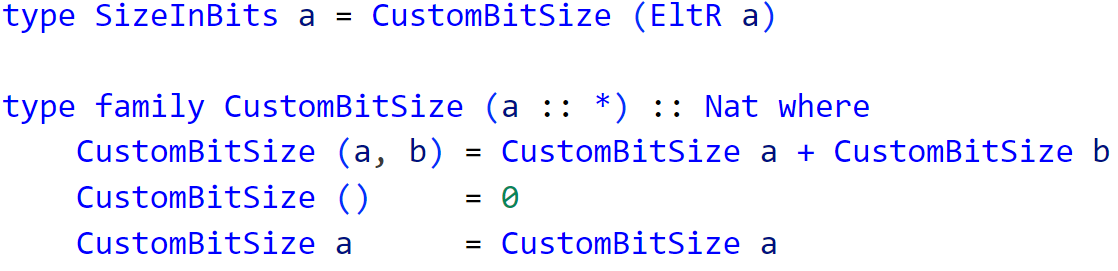 type SizeInBits a = CustomBitSize (EltR a)
type family CustomBitSize (a :: *) :: Nat where
    CustomBitSize (a, b) = CustomBitSize a + CustomBitSize b
    CustomBitSize ()     = 0
    CustomBitSize a      = CustomBitSize a